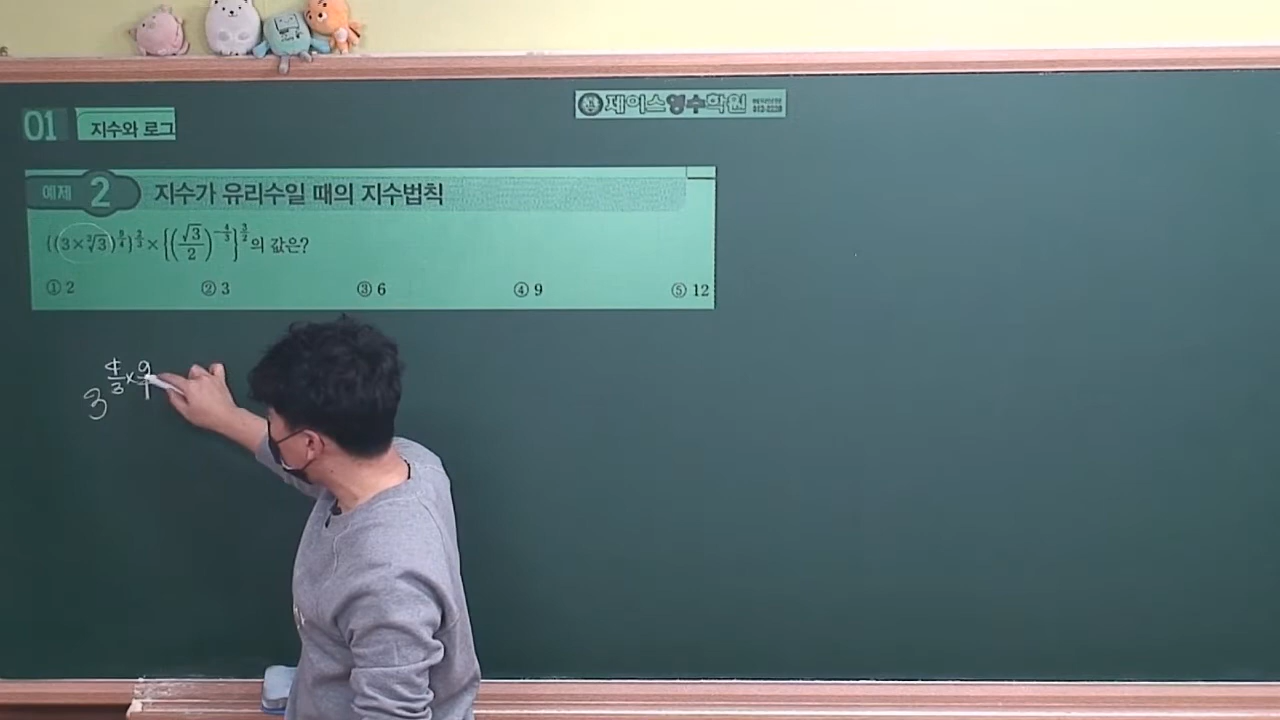 01 지수와 로그
제이스영수학원
예제 2 지수가 유리수일 때의 지수법칙
{(3×∛3)^{9/4}}^{2/3} × {(√3/2)^{-4/3}}^{3/2}의 값은?
① 2 ② 3 ③ 6 ④ 9 ⑤ 12
3^{4/3 × 9/